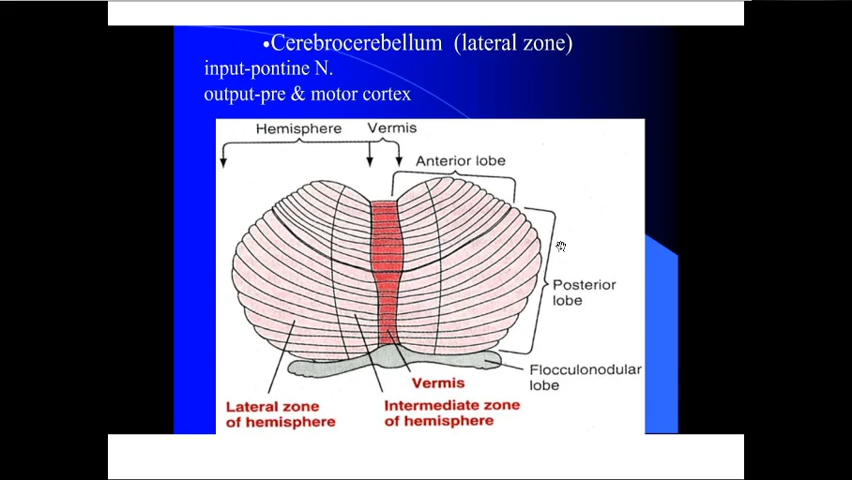 •Cerebrocerebellum (lateral zone)
input-pontine N.
output-pre & motor cortex
Hemisphere
Vermis
Anterior lobe
Posterior
lobe
Flocculonodular
lobe
Vermis
Lateral zone
of hemisphere
Intermediate zone
of hemisphere